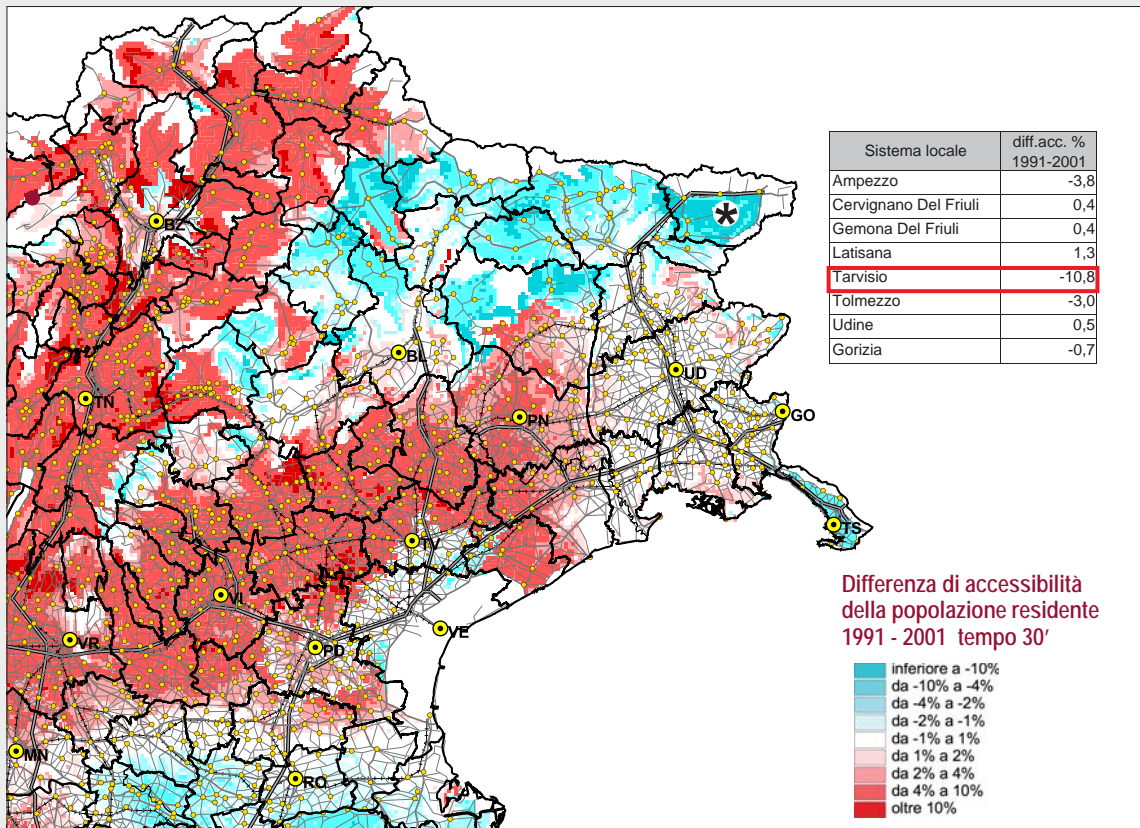 Sistema locale diff.acc. % 1991-2001
Ampezzo -3,8
Cervignano Del Friuli 0,4
Gemona Del Friuli 0,4
Latisana 1,3
Tarvisio -10,8
Tolmezzo -3,0
Udine 0,5
Gorizia -0,7
BZ
BL
UD
TN
PN
GO
TS
TV
VI
VE
VR
PD
MN
RO
Differenza di accessibilità
della popolazione residente
1991 - 2001 tempo 30'
inferiore a -10%
da -10% a -4%
da -4% a -2%
da -2% a -1%
da -1% a 1%
da 1% a 2%
da 2% a 4%
da 4% a 10%
oltre 10%